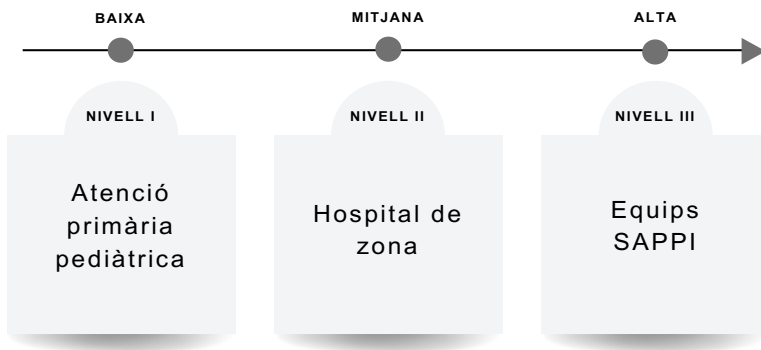 BAIXA
MITJANA
ALTA
NIVELL I
NIVELL II
NIVELL III
Atenció
primària
pediàtrica
Hospital de
zona
Equips
SAPPI